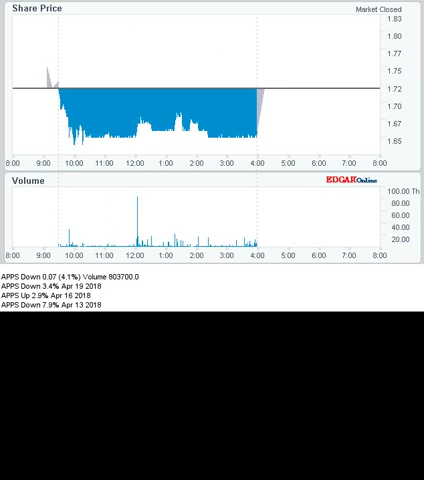 Share Price
Market Closed
1.83
1.80
1.77
1.75
1.72
1.70
1.67
1.65
8:00 9:00 10:00 11:00 12:00 1:00 2:00 3:00 4:00 5:00 6:00 7:00 8:00
Volume
EDGAR Online
100.00 Th
80.00
60.00
40.00
20.00
8:00 9:00 10:00 11:00 12:00 1:00 2:00 3:00 4:00 5:00 6:00 7:00 8:00
APPS Down 0.07 (4.1%) Volume 803700.0
APPS Down 3.4% Apr 19 2018
APPS Up 2.9% Apr 16 2018
APPS Down 7.9% Apr 13 2018